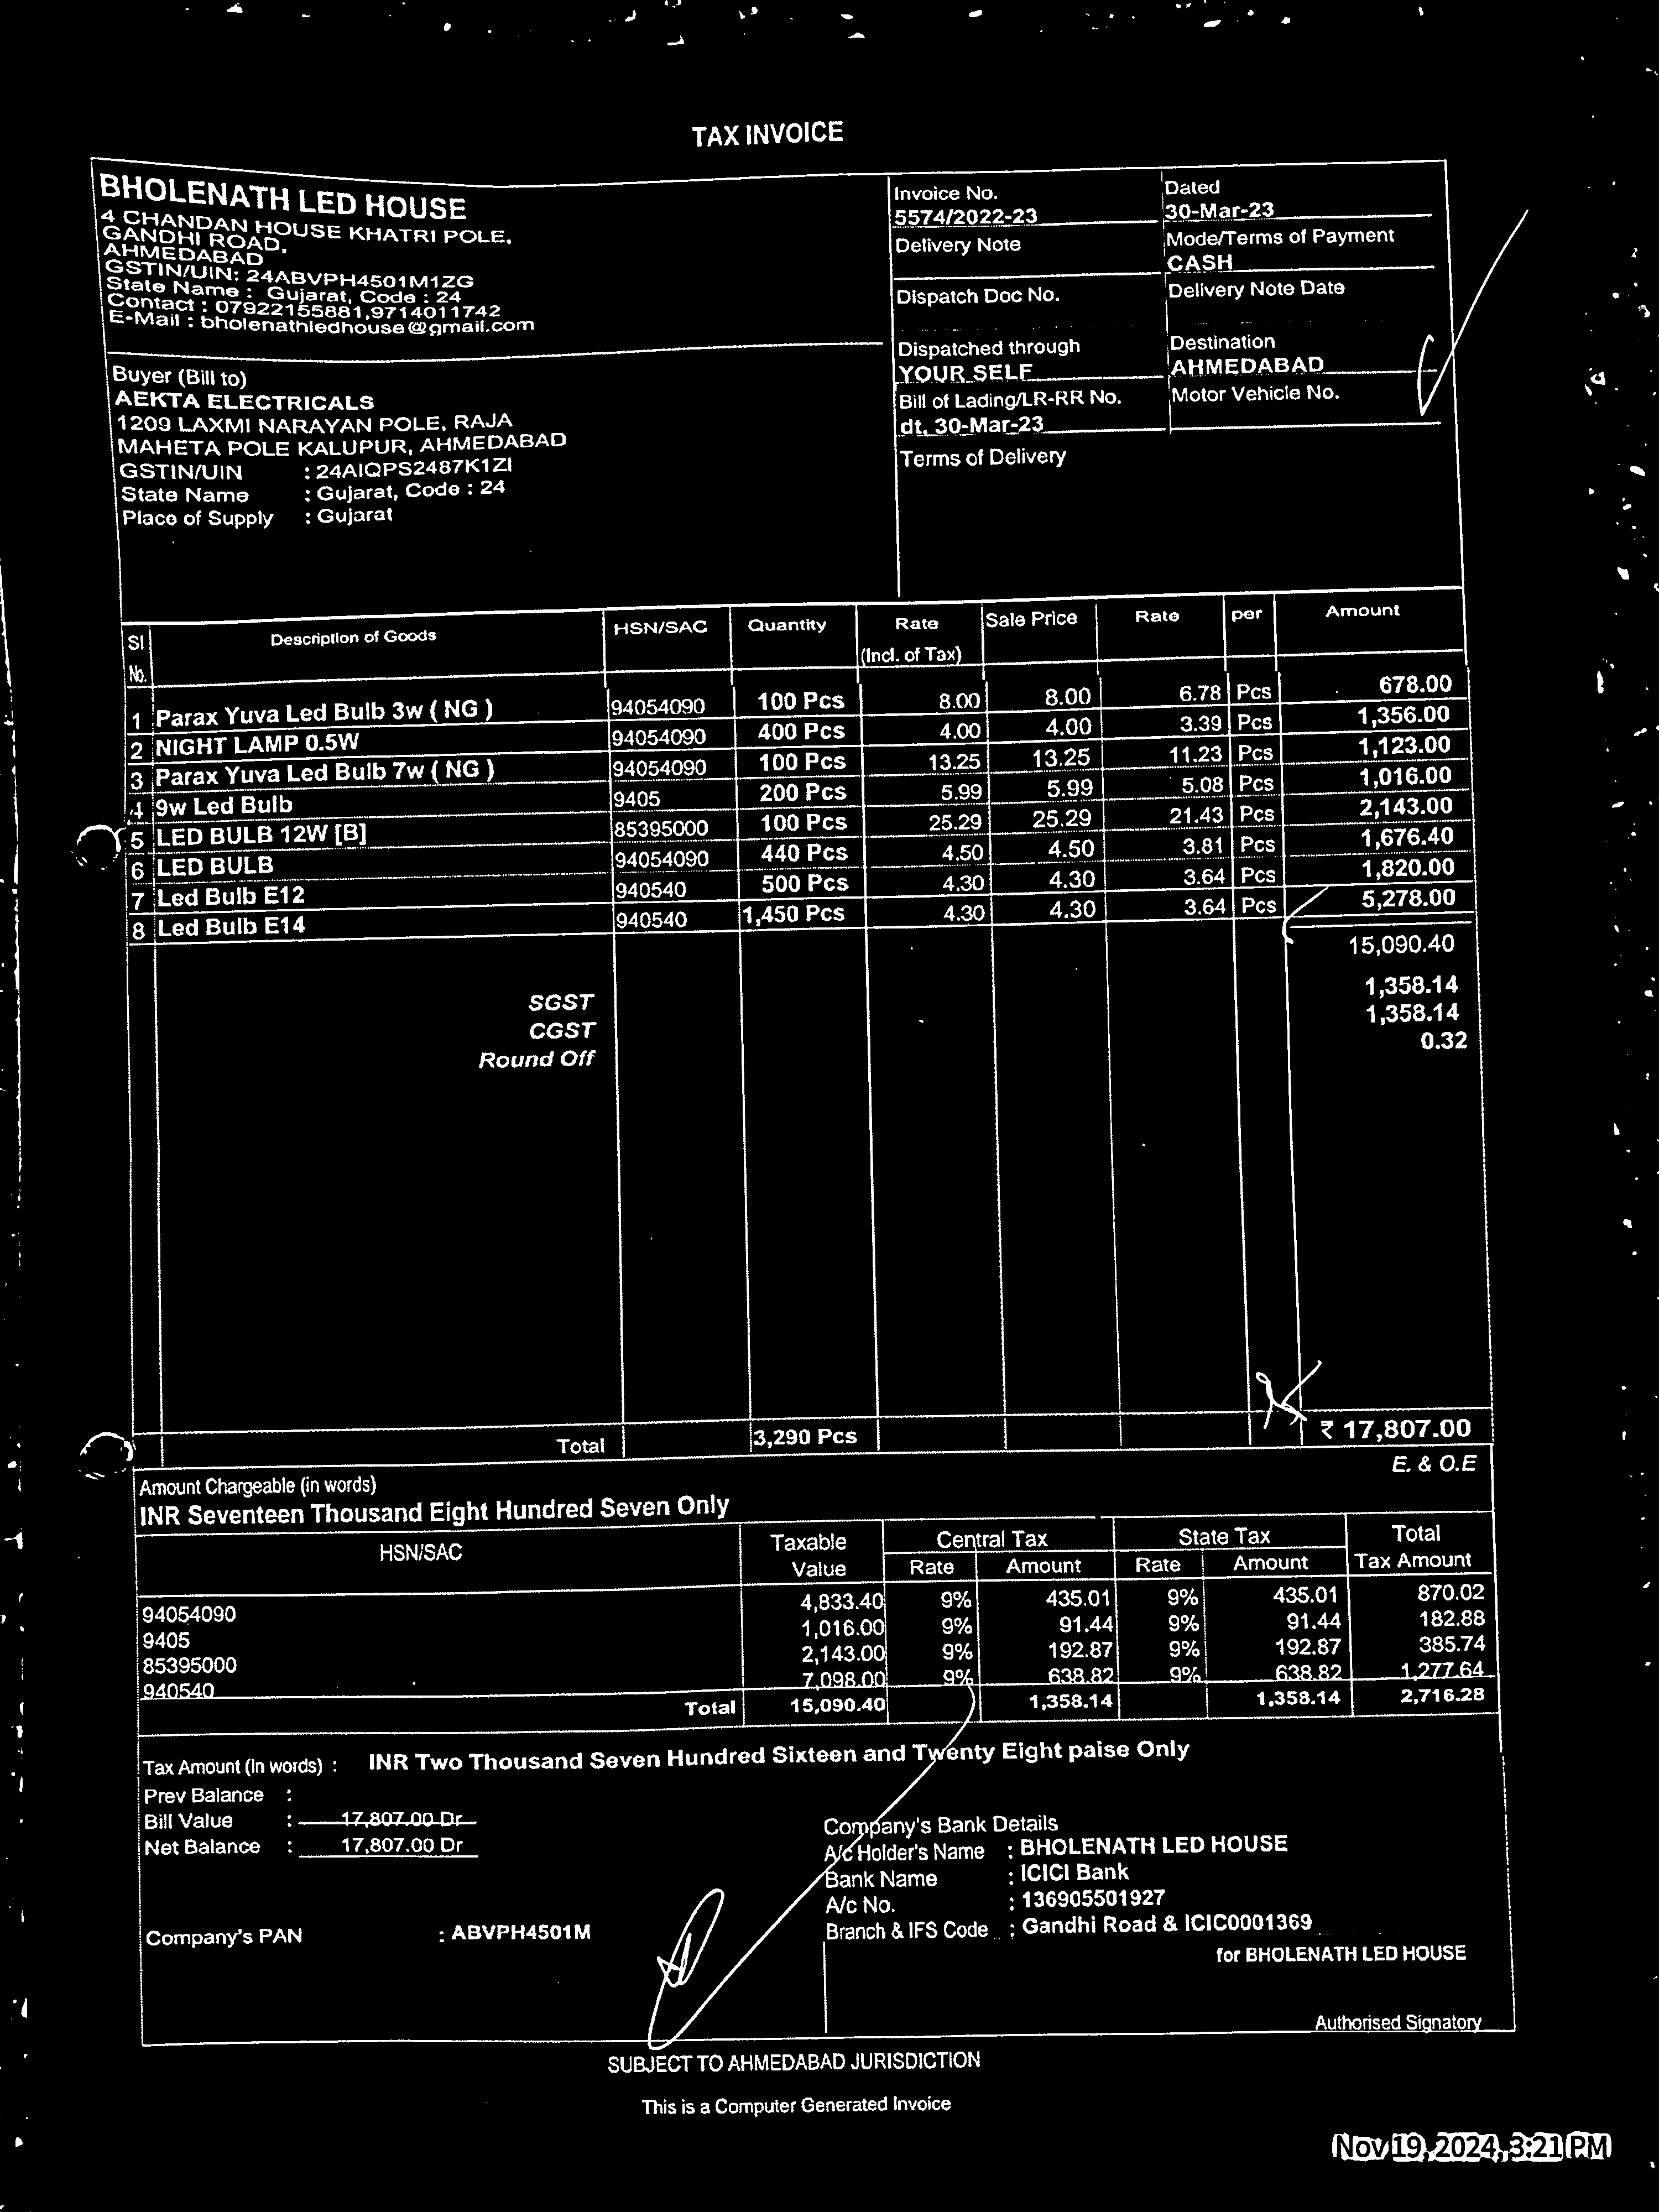 TAX INVOICE
BHOLENATH LED HOUSE
4 CHANDAN HOUSE KHATRI POLE,
GANDHI ROAD,
AHMEDABAD
GSTIN/UIN: 24ABVPH4501M1ZG
State Name : Gujarat, Code : 24
Contact : 07922155881,9714011742
E-Mail : bholenathledhouse@gmail.com
Invoice No. Dated
5574/2022-23 30-Mar-23
Delivery Note Mode/Terms of Payment
CASH
Dispatch Doc No. Delivery Note Date
Dispatched through Destination
YOUR SELF AHMEDABAD
Bill of Lading/LR-RR No. Motor Vehicle No.
dt. 30-Mar-23
Terms of Delivery
Buyer (Bill to)
AEKTA ELECTRICALS
1209 LAXMI NARAYAN POLE, RAJA
MAHETA POLE KALUPUR, AHMEDABAD
GSTIN/UIN : 24AIQPS2487K1ZI
State Name : Gujarat, Code : 24
Place of Supply : Gujarat
Sl Description of Goods HSN/SAC Quantity Rate Sale Price Rate per Amount
No. (Incl. of Tax)
1 Parax Yuva Led Bulb 3w ( NG ) 94054090 100 Pcs 8.00 8.00 6.78 Pcs 678.00
2 NIGHT LAMP 0.5W 94054090 400 Pcs 4.00 4.00 3.39 Pcs 1,356.00
3 Parax Yuva Led Bulb 7w ( NG ) 94054090 100 Pcs 13.25 13.25 11.23 Pcs 1,123.00
4 9w Led Bulb 9405 200 Pcs 5.99 5.99 5.08 Pcs 1,016.00
5 LED BULB 12W [B] 85395000 100 Pcs 25.29 25.29 21.43 Pcs 2,143.00
6 LED BULB 94054090 440 Pcs 4.50 4.50 3.81 Pcs 1,676.40
7 Led Bulb E12 940540 500 Pcs 4.30 4.30 3.64 Pcs 1,820.00
8 Led Bulb E14 940540 1,450 Pcs 4.30 4.30 3.64 Pcs 5,278.00
15,090.40
SGST 1,358.14
CGST 1,358.14
Round Off 0.32
Total 3,290 Pcs ₹ 17,807.00
Amount Chargeable (in words) E. & O.E
INR Seventeen Thousand Eight Hundred Seven Only
HSN/SAC Taxable Central Tax State Tax Total
Value Rate Amount Rate Amount Tax Amount
94054090 4,833.40 9% 435.01 9% 435.01 870.02
9405 1,016.00 9% 91.44 9% 91.44 182.88
85395000 2,143.00 9% 192.87 9% 192.87 385.74
940540 7,098.00 9% 638.82 9% 638.82 1,277.64
Total 15,090.40 1,358.14 1,358.14 2,716.28
Tax Amount (in words) : INR Two Thousand Seven Hundred Sixteen and Twenty Eight paise Only
Prev Balance :
Bill Value : 17,807.00 Dr
Net Balance : 17,807.00 Dr
Company's Bank Details
A/c Holder's Name : BHOLENATH LED HOUSE
Bank Name : ICICI Bank
A/c No. : 136905501927
Branch & IFS Code : Gandhi Road & ICIC0001369
Company's PAN : ABVPH4501M
for BHOLENATH LED HOUSE
Authorised Signatory
SUBJECT TO AHMEDABAD JURISDICTION
This is a Computer Generated Invoice
Nov 19, 2024, 3:21 PM